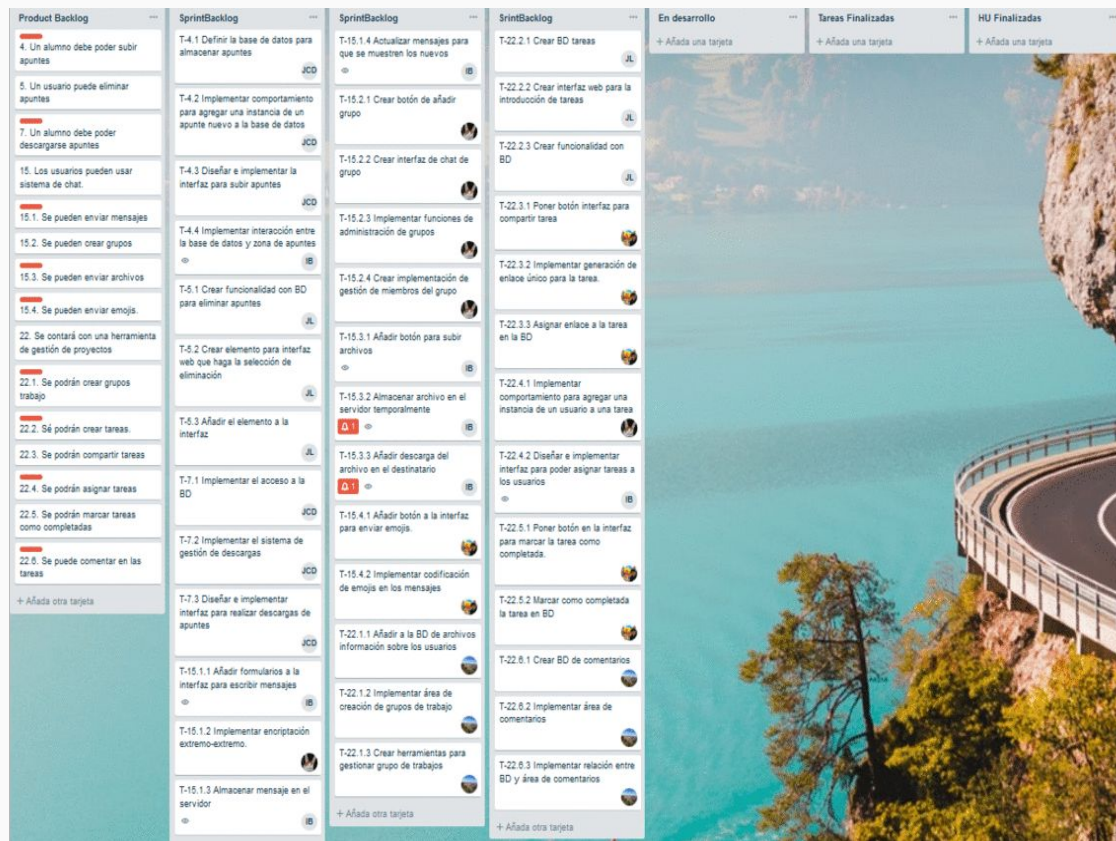 Product Backlog
4. Un alumno debe poder subir
apuntes
5. Un usuario puede eliminar
apuntes
7. Un alumno debe poder
descargarse apuntes
15. Los usuarios pueden usar
sistema de chat.
15.1. Se pueden enviar mensajes
15.2. Se pueden crear grupos
15.3. Se pueden enviar archivos
15.4. Se pueden enviar emojis.
22. Se contará con una herramienta
de gestión de proyectos
22.1. Se podrán crear grupos
trabajo
22.2. Sé podrán crear tareas.
22.3. Se podrán compartir tareas
22.4. Se podrán asignar tareas
22.5. Se podrán marcar tareas
como completadas
22.6. Se puede comentar en las
tareas
+ Añada otra tarjeta
SprintBacklog
T-4.1 Definir la base de datos para
almacenar apuntes
JCD
T-4.2 Implementar comportamiento
para agregar una instancia de un
apunte nuevo a la base de datos
JCD
T-4.3 Diseñar e implementar la
interfaz para subir apuntes
JCD
T-4.4 Implementar interacción entre
la base de datos y zona de apuntes
IB
T-5.1 Crear funcionalidad con BD
para eliminar apuntes
JL
T-5.2 Crear elemento para interfaz
web que haga la selección de
eliminación
JL
T-5.3 Añadir el elemento a la
interfaz
JL
T-7.1 Implementar el acceso a la
BD
JCD
T-7.2 Implementar el sistema de
gestión de descargas
JCD
T-7.3 Diseñar e implementar
interfaz para realizar descargas de
apuntes
JCD
T-15.1.1 Añadir formularios a la
interfaz para escribir mensajes
IB
T-15.1.2 Implementar encriptación
extremo-extremo.
T-15.1.3 Almacenar mensaje en el
servidor
IB
SprintBacklog
T-15.1.4 Actualizar mensajes para
que se muestren los nuevos
IB
T-15.2.1 Crear botón de añadir
grupo
T-15.2.2 Crear interfaz de chat de
grupo
T-15.2.3 Implementar funciones de
administración de grupos
T-15.2.4 Crear implementación de
gestión de miembros del grupo
T-15.3.1 Añadir botón para subir
archivos
IB
T-15.3.2 Almacenar archivo en el
servidor temporalmente
1
IB
T-15.3.3 Añadir descarga del
archivo en el destinatario
1
IB
T-15.4.1 Añadir botón a la interfaz
para enviar emojis.
T-15.4.2 Implementar codificación
de emojis en los mensajes
T-22.1.1 Añadir a la BD de archivos
información sobre los usuarios
T-22.1.2 Implementar área de
creación de grupos de trabajo
T-22.1.3 Crear herramientas para
gestionar grupo de trabajos
+ Añada otra tarjeta
SrintBacklog
T-22.2.1 Crear BD tareas
JL
T-22.2.2 Crear interfaz web para la
introducción de tareas
JL
T-22.2.3 Crear funcionalidad con
BD
JL
T-22.3.1 Poner botón interfaz para
compartir tarea
T-22.3.2 Implementar generación de
enlace único para la tarea.
T-22.3.3 Asignar enlace a la tarea
en la BD
T-22.4.1 Implementar
comportamiento para agregar una
instancia de un usuario a una tarea
T-22.4.2 Diseñar e implementar
interfaz para poder asignar tareas a
los usuarios
IB
T-22.5.1 Poner botón en la interfaz
para marcar la tarea como
completada.
T-22.5.2 Marcar como completada
la tarea en BD
T-22.6.1 Crear BD de comentarios
T-22.6.2 Implementar área de
comentarios
T-22.6.3 Implementar relación entre
BD y área de comentarios
+ Añada otra tarjeta
En desarrollo
+ Añada una tarjeta
Tareas Finalizadas
+ Añada una tarjeta
HU Finalizadas
+ Añada una tarjeta